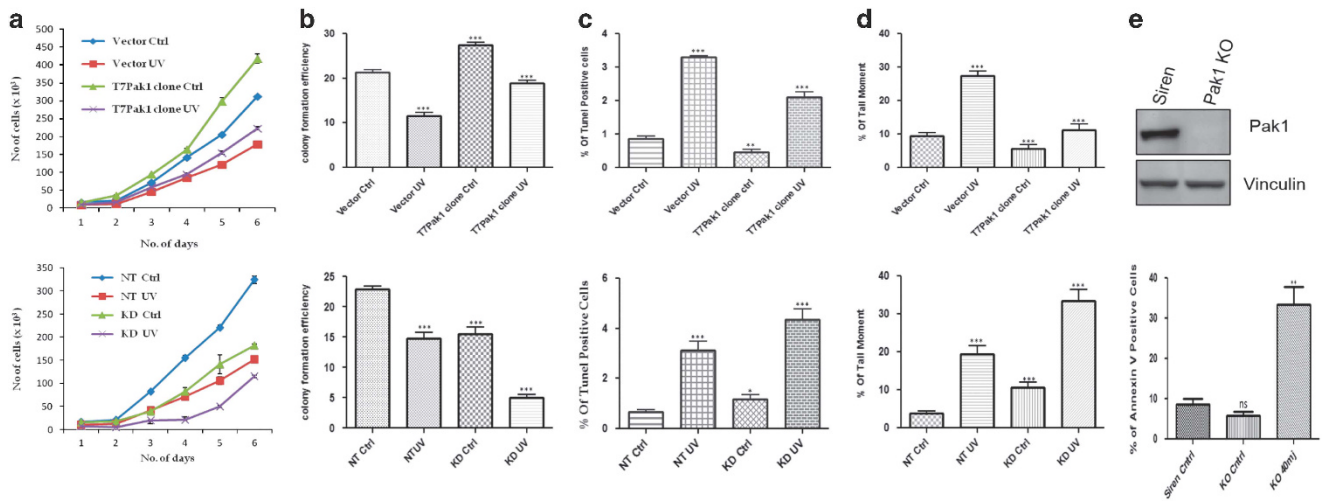 a
No of cells (x 10³)
500
450
400
350
300
250
200
150
100
50
0
Vector Ctrl
Vector UV
T7Pak1 clone Ctrl
T7Pak1 clone UV
1 2 3 4 5 6
No. of days
No of cells (x 10³)
350
300
250
200
150
100
50
0
NT Ctrl
NT UV
KD Ctrl
KD UV
1 2 3 4 5 6
No. of days
b
colony formation efficiency
30
20
10
0
*** *** ***
Vector Ctrl
Vector UV
T7Pak1 clone Ctrl
T7Pak1 clone UV
colony formation efficiency
25
20
15
10
5
0
*** *** ***
NT Ctrl
NTUV
KD Ctrl
KD UV
c
% Of Tunel Positive cells
4
3
2
1
0
*** ** ***
Vector Ctrl
Vector UV
T7Pak1 clone Ctrl
T7Pak1 clone UV
% Of Tunel Positive Cells
6
4
2
0
*** * ***
NT Ctrl
NT UV
KD Ctrl
KD UV
d
% Of Tail Moment
40
30
20
10
0
*** *** ***
Vector Ctrl
Vector UV
T7Pak1 clone Ctrl
T7Pak1 clone UV
% Of Tail Moment
40
30
20
10
0
*** *** ***
NT Ctrl
NT UV
KD Ctrl
KD UV
e
Siren
Pak1 KO
Pak1
Vinculin
% of Annexin V Positive Cells
40
30
20
10
0
ns **
Siren Cntrl
KO Cntrl
KO 40mj